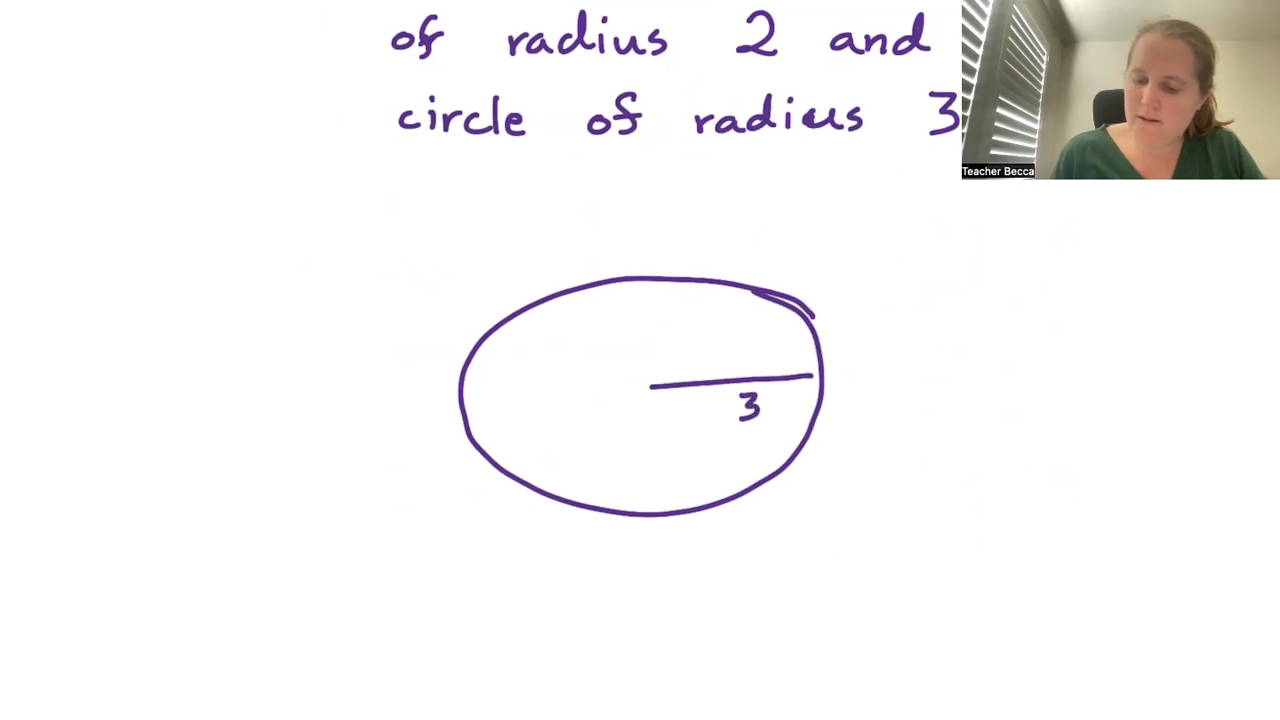 of radius 2 and
circle of radius 3
Teacher Becca
3